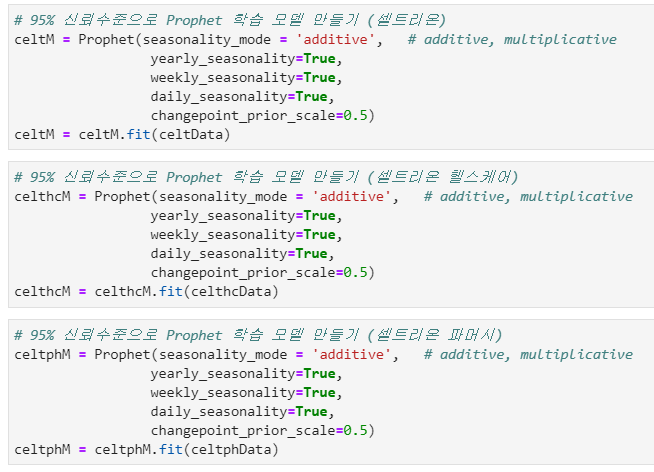 # 95% 신뢰수준으로 Prophet 학습 모델 만들기 (셀트리온)
celtM = Prophet(seasonality_mode = 'additive',   # additive, multiplicative
yearly_seasonality=True,
weekly_seasonality=True,
daily_seasonality=True,
changepoint_prior_scale=0.5)
celtM = celtM.fit(celtData)
# 95% 신뢰수준으로 Prophet 학습 모델 만들기 (셀트리온 헬스케어)
celthcM = Prophet(seasonality_mode = 'additive',   # additive, multiplicative
yearly_seasonality=True,
weekly_seasonality=True,
daily_seasonality=True,
changepoint_prior_scale=0.5)
celthcM = celthcM.fit(celthcData)
# 95% 신뢰수준으로 Prophet 학습 모델 만들기 (셀트리온 파머시)
celtphM = Prophet(seasonality_mode = 'additive',   # additive, multiplicative
yearly_seasonality=True,
weekly_seasonality=True,
daily_seasonality=True,
changepoint_prior_scale=0.5)
celtphM = celtphM.fit(celtphData)